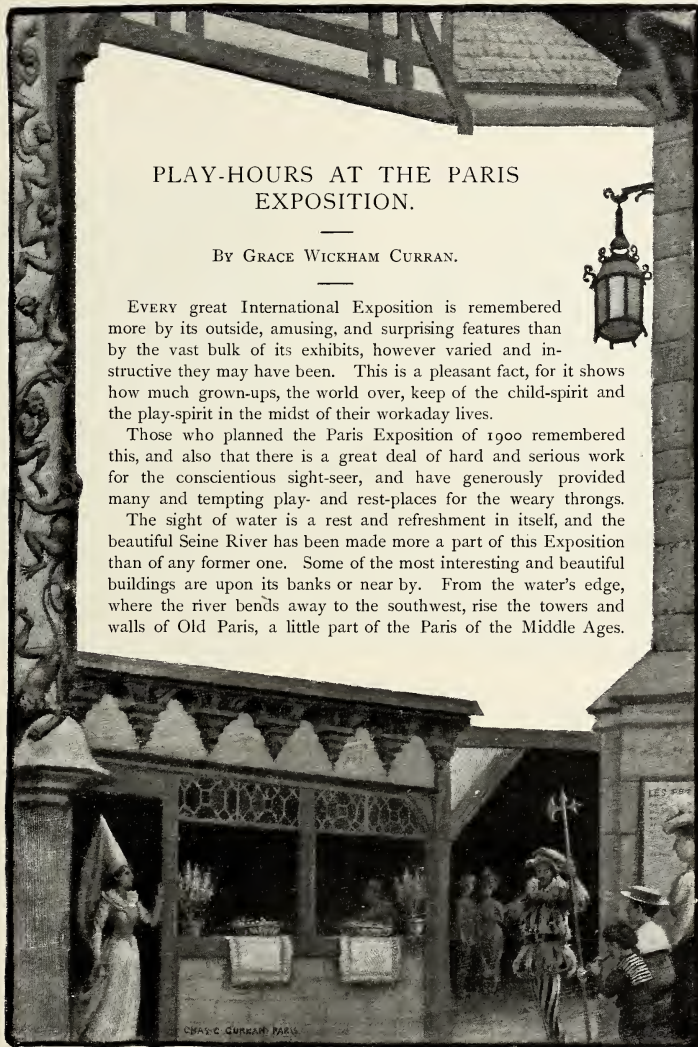 PLAY-HOURS AT THE PARIS
EXPOSITION.
BY GRACE WICKHAM CURRAN.
EVERY great International Exposition is remembered
more by its outside, amusing, and surprising features than
by the vast bulk of its exhibits, however varied and in-
structive they may have been. This is a pleasant fact, for it shows
how much grown-ups, the world over, keep of the child-spirit and
the play-spirit in the midst of their workaday lives.
Those who planned the Paris Exposition of 1900 remembered
this, and also that there is a great deal of hard and serious work
for the conscientious sight-seer, and have generously provided
many and tempting play- and rest-places for the weary throngs.
The sight of water is a rest and refreshment in itself, and the
beautiful Seine River has been made more a part of this Exposition
than of any former one. Some of the most interesting and beautiful
buildings are upon its banks or near by. From the water's edge,
where the river bends away to the southwest, rise the towers and
walls of Old Paris, a little part of the Paris of the Middle Ages.
LES
CHAS C CURRAN PARIS